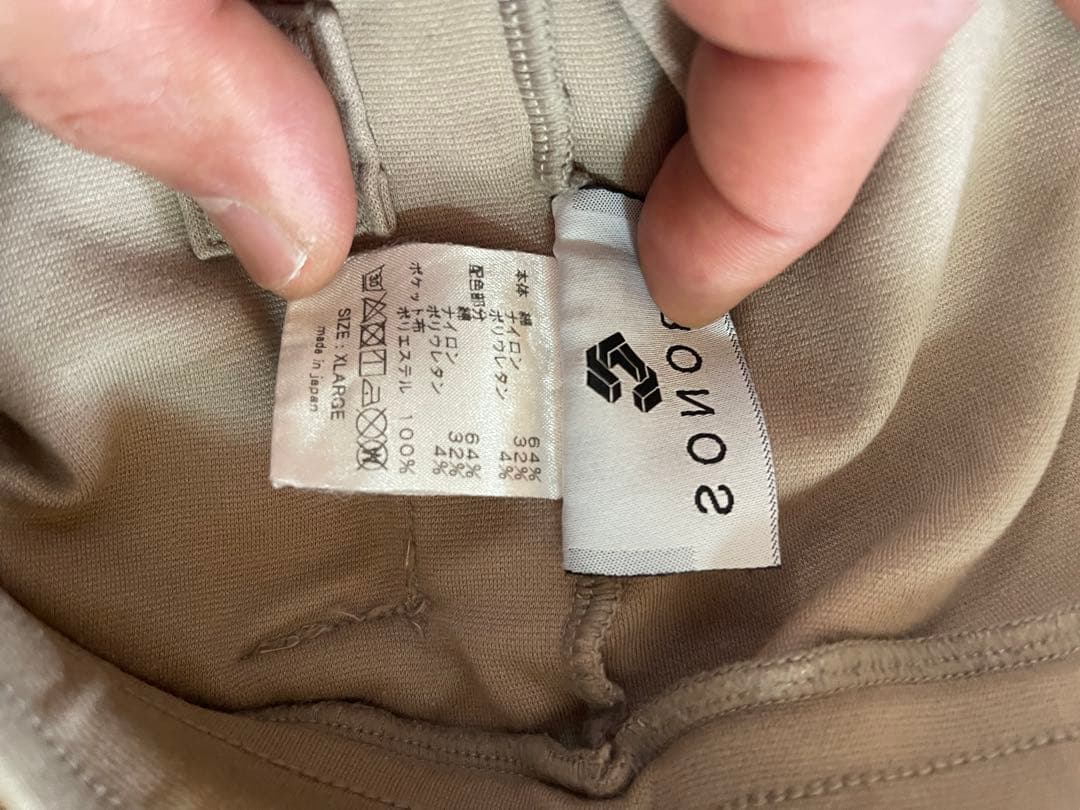 本体 綿 64%
ナイロン 32%
ポリウレタン 4%
配色部分
綿 64%
ナイロン 32%
ポリウレタン 4%
ポケット布 ポリエステル 100%
30
W
SIZE : XLARGE
made in japan